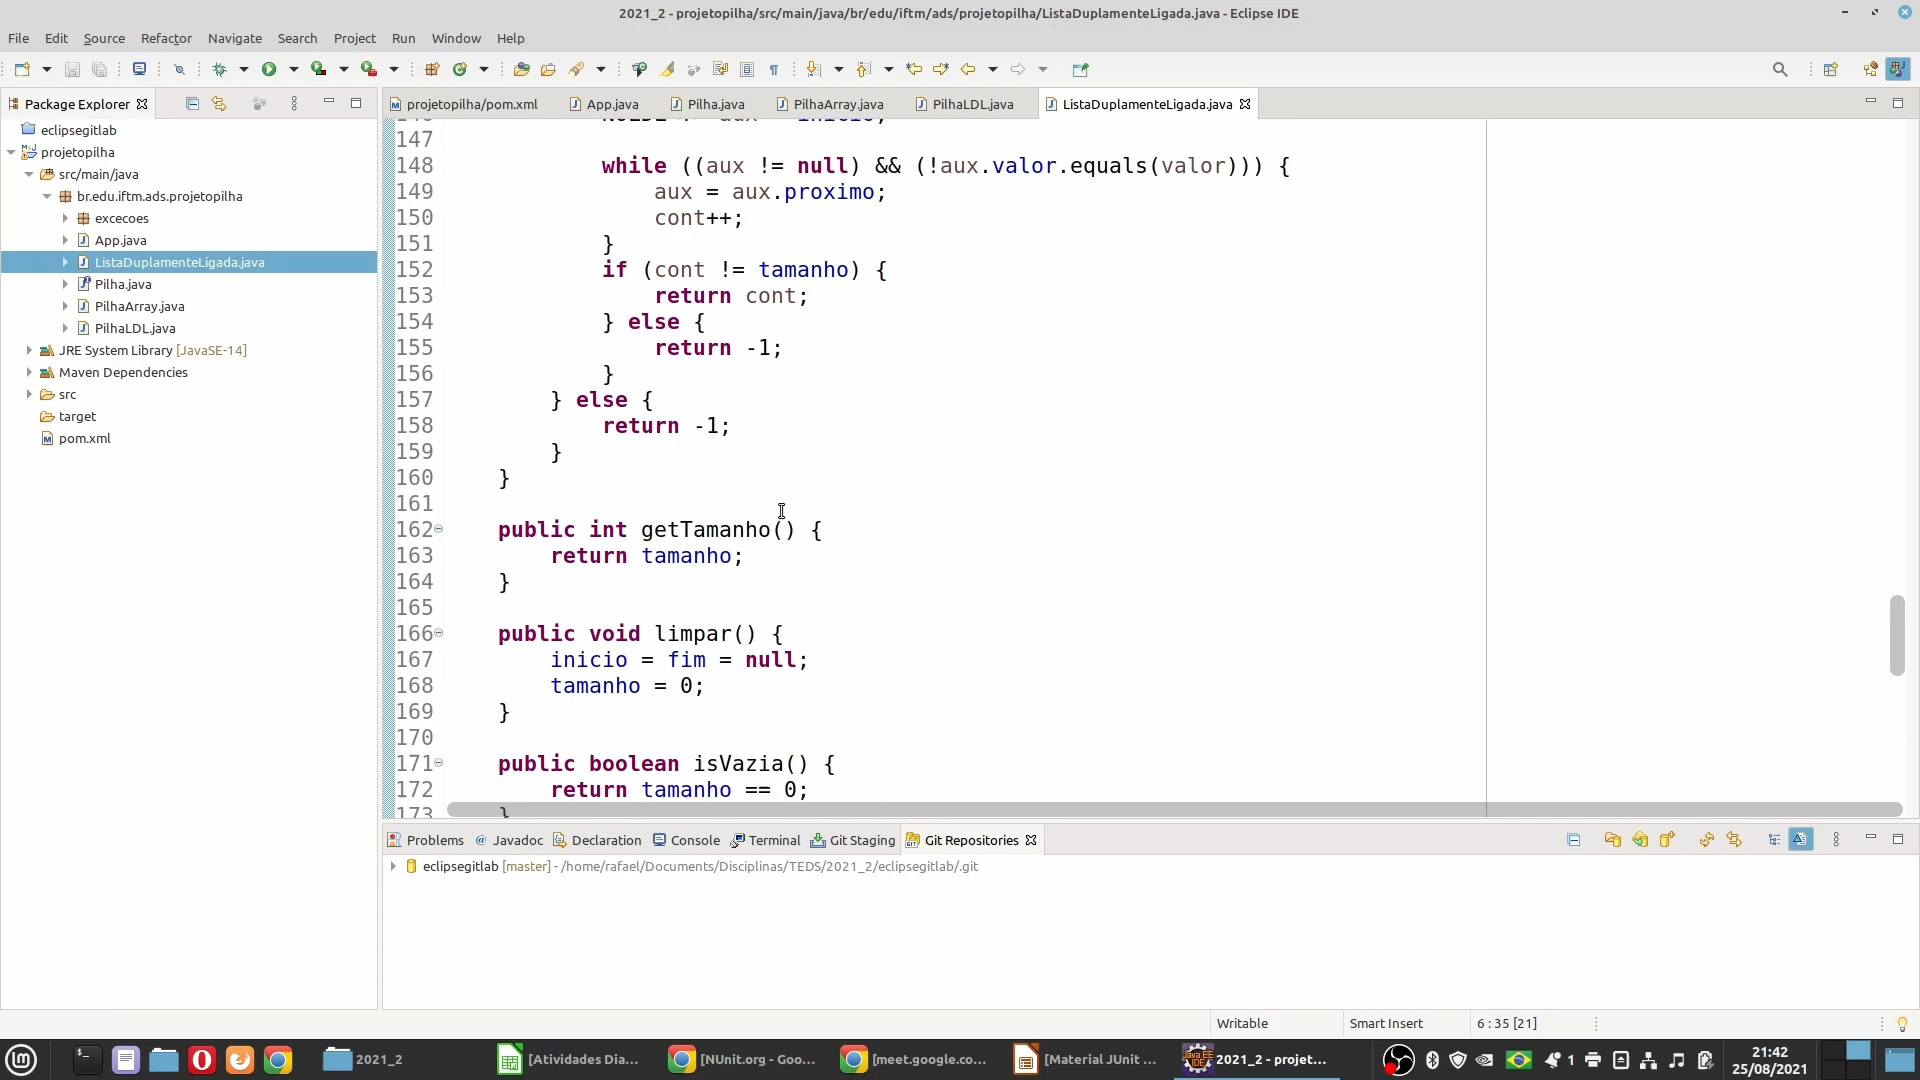 2021_2 - projetopilha/src/main/java/br/edu/iftm/ads/projetopilha/ListaDuplamenteLigada.java - Eclipse IDE
File Edit Source Refactor Navigate Search Project Run Window Help
Package Explorer
projetopilha/pom.xml App.java Pilha.java PilhaArray.java PilhaLDL.java ListaDuplamenteLigada.java
eclipsegitlab
projetopilha
src/main/java
br.edu.iftm.ads.projetopilha
excecoes
App.java
ListaDuplamenteLigada.java
Pilha.java
PilhaArray.java
PilhaLDL.java
JRE System Library [JavaSE-14]
Maven Dependencies
src
target
pom.xml
147
148 while ((aux != null) && (!aux.valor.equals(valor))) {
149 aux = aux.proximo;
150 cont++;
151 }
152 if (cont != tamanho) {
153 return cont;
154 } else {
155 return -1;
156 }
157 } else {
158 return -1;
159 }
160 }
161
162 public int getTamanho() {
163 return tamanho;
164 }
165
166 public void limpar() {
167 inicio = fim = null;
168 tamanho = 0;
169 }
170
171 public boolean isVazia() {
172 return tamanho == 0;
173 }
Problems Javadoc Declaration Console Terminal Git Staging Git Repositories
eclipsegitlab [master] - /home/rafael/Documents/Disciplinas/TEDS/2021_2/eclipsegitlab/.git
Writable Smart Insert 6 : 35 [21]
2021_2 [Atividades Dia... [NUnit.org - Goo... [meet.google.co... [Material JUnit ... 2021_2 - projet... 1
21:42
25/08/2021